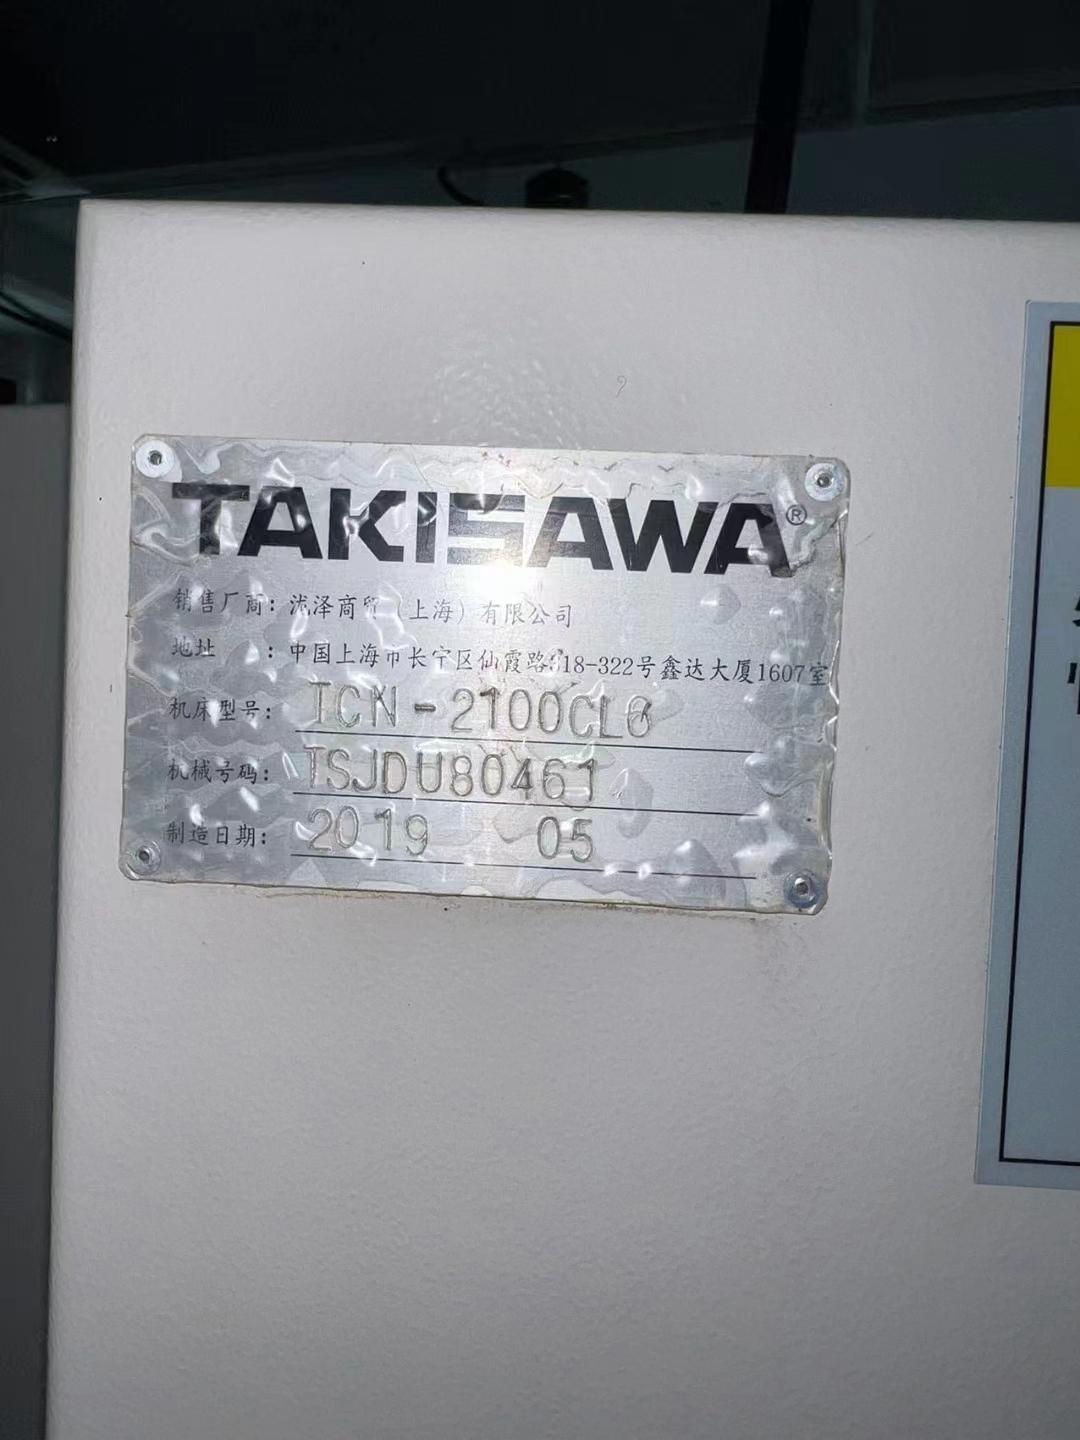 TAKISAWA®
销售厂商：沭泽商贸（上海）有限公司
地址 ：中国上海市长宁区仙霞路318-322号鑫达大厦1607室
机床型号： TCN-2100CL6
机械号码： TSJDU80461
制造日期： 2019 05